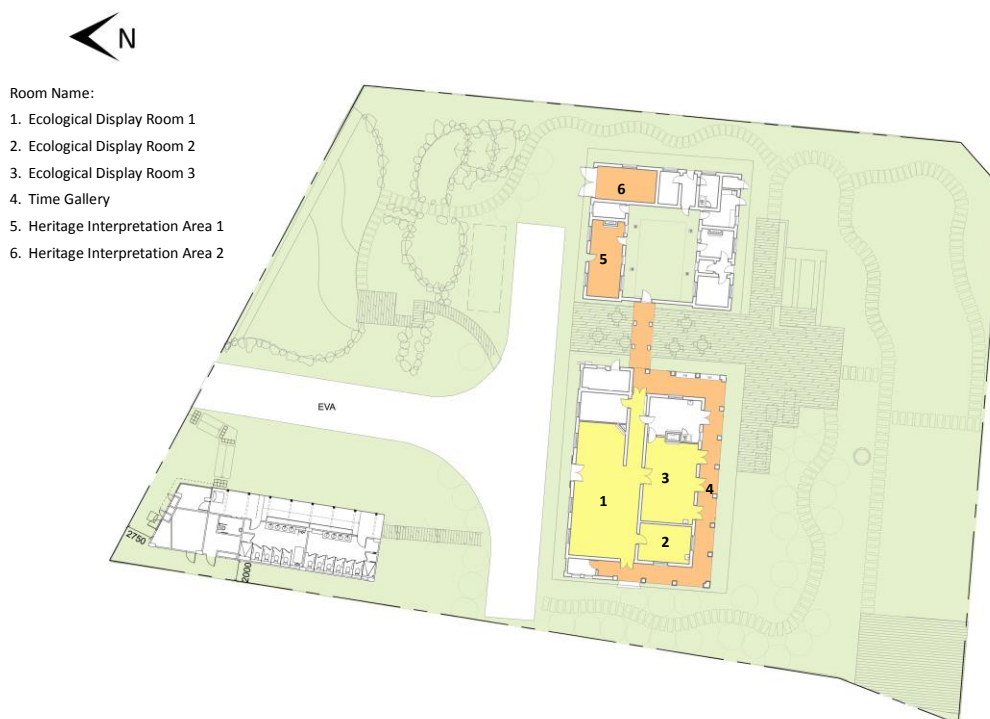 N
Room Name:
1. Ecological Display Room 1
2. Ecological Display Room 2
3. Ecological Display Room 3
4. Time Gallery
5. Heritage Interpretation Area 1
6. Heritage Interpretation Area 2
6
5
EVA
3
4
1
2
2750
2000